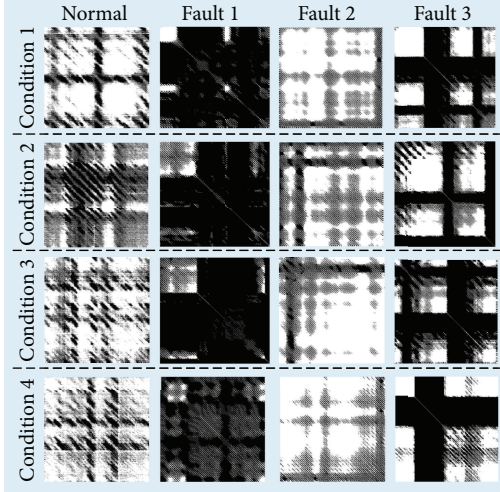 Normal Fault 1 Fault 2 Fault 3
Condition 1
Condition 2
Condition 3
Condition 4